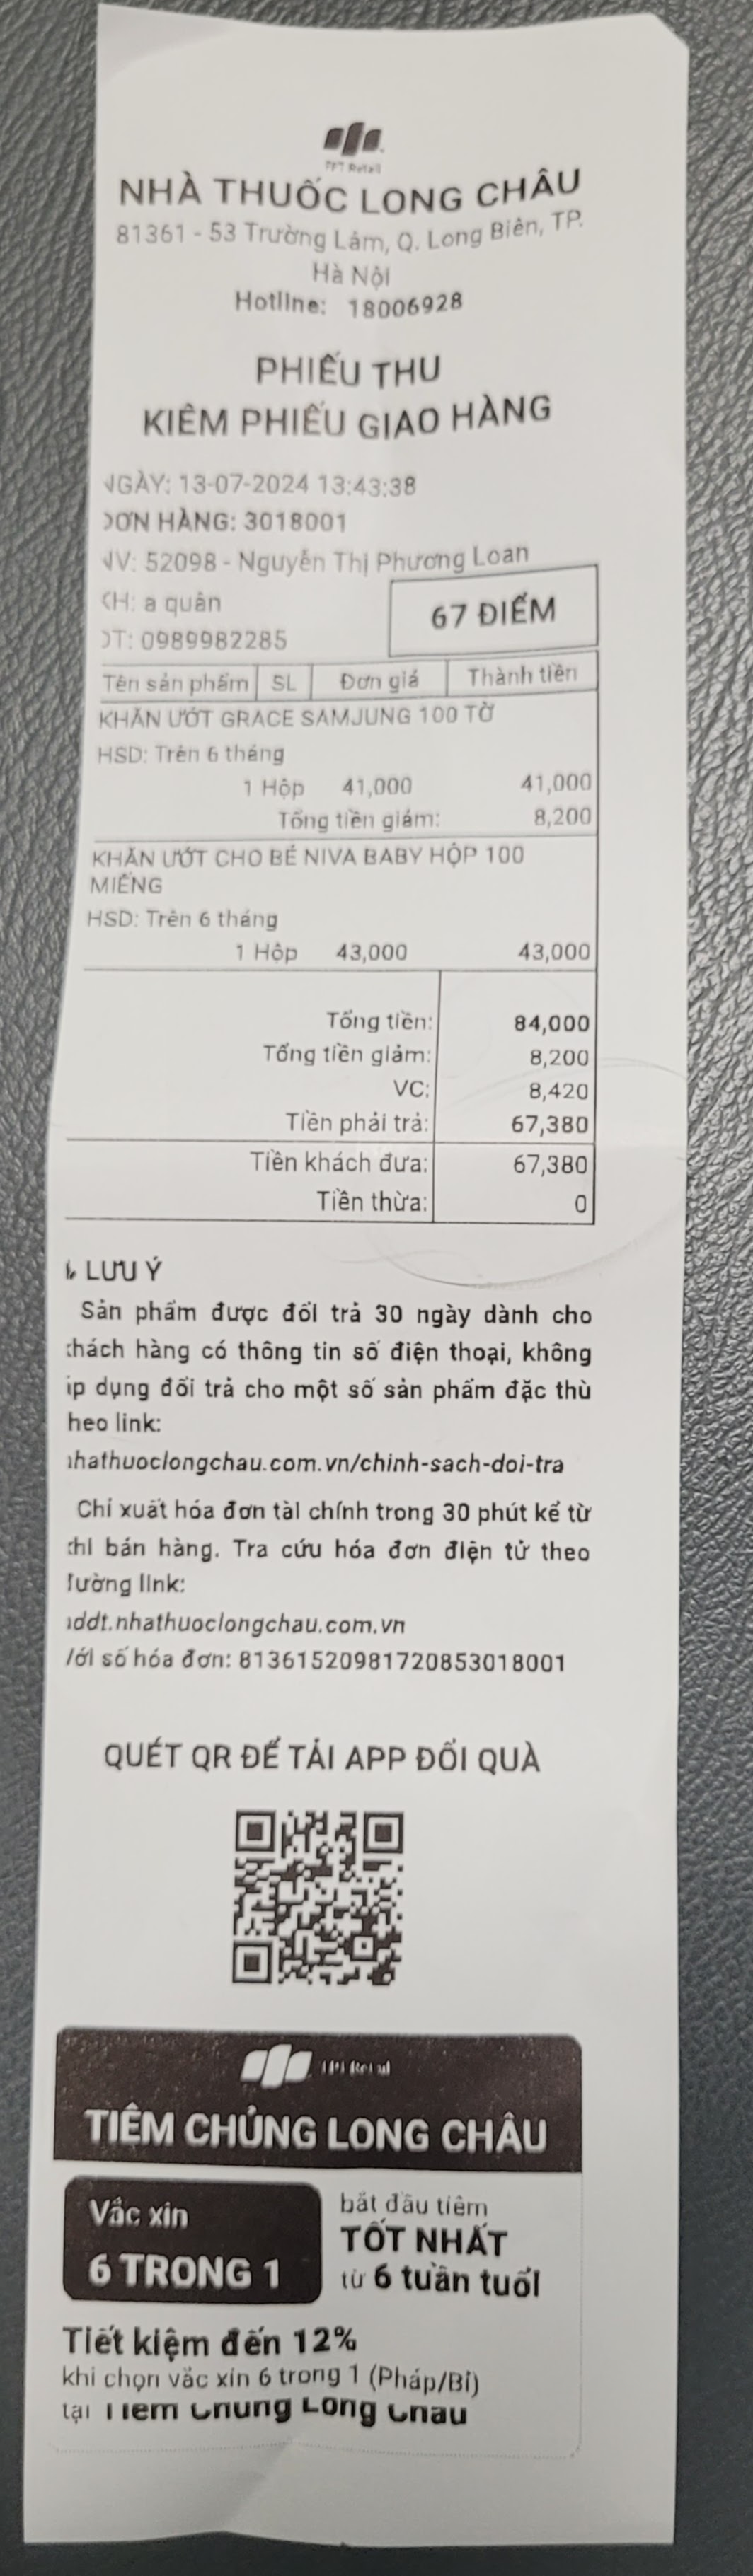 FPT Retail
NHÀ THUỐC LONG CHÂU
81361 - 53 Trường Lâm, Q. Long Biên, TP.
Hà Nội
Hotline: 18006928
PHIẾU THU
KIÊM PHIẾU GIAO HÀNG
NGÀY: 13-07-2024 13:43:38
ĐƠN HÀNG: 3018001
NV: 52098 - Nguyễn Thị Phương Loan
KH: a quân
67 ĐIỂM
ĐT: 0989982285
Tên sản phẩm SL Đơn giá Thành tiền
KHĂN ƯỚT GRACE SAMJUNG 100 TỜ
HSD: Trên 6 tháng
1 Hộp 41,000 41,000
Tổng tiền giảm: 8,200
KHĂN ƯỚT CHO BÉ NIVA BABY HỘP 100
MIẾNG
HSD: Trên 6 tháng
1 Hộp 43,000 43,000
Tổng tiền: 84,000
Tổng tiền giảm: 8,200
VC: 8,420
Tiền phải trả: 67,380
Tiền khách đưa: 67,380
Tiền thừa: 0
LƯU Ý
Sản phẩm được đổi trả 30 ngày dành cho
khách hàng có thông tin số điện thoại, không
áp dụng đổi trả cho một số sản phẩm đặc thù
theo link:
nhathuoclongchau.com.vn/chinh-sach-doi-tra
Chỉ xuất hóa đơn tài chính trong 30 phút kể từ
khi bán hàng. Tra cứu hóa đơn điện tử theo
đường link:
hddt.nhathuoclongchau.com.vn
Với số hóa đơn: 81361520981720853018001
QUÉT QR ĐỂ TẢI APP ĐỔI QUÀ
FPT Retail
TIÊM CHỦNG LONG CHÂU
Vắc xin
6 TRONG 1
bắt đầu tiêm
TỐT NHẤT
từ 6 tuần tuổi
Tiết kiệm đến 12%
khi chọn vắc xin 6 trong 1 (Pháp/Bỉ)
tại Tiêm Chủng Long Châu